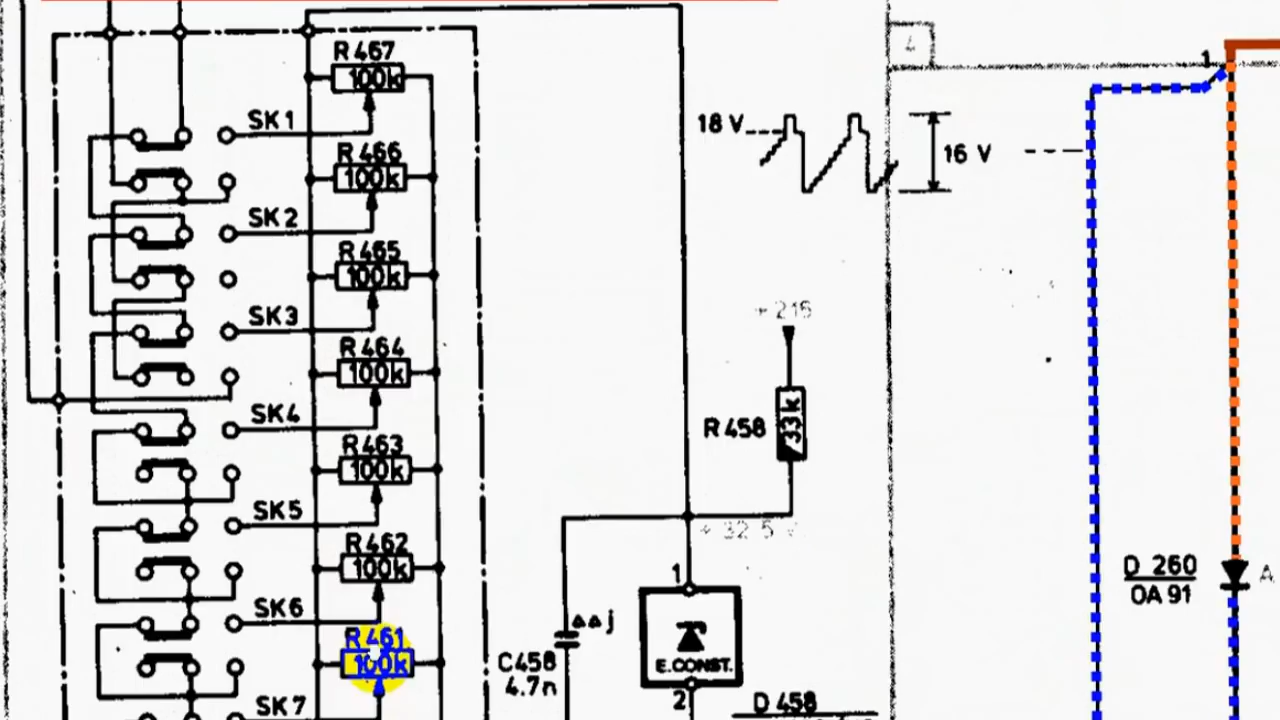 R 467
100k
SK 1
R 466
100k
SK 2
R 465
100k
SK 3
R 464
100k
SK 4
R 463
100k
SK 5
R 462
100k
SK 6
R 461
100k
SK 7
18 V
16 V
1
+ 215
R 458
33k
+ 32 5 V
1
E.CONST.
2
C458
4.7n
ΔΔj
D 458
D 260
OA 91
A